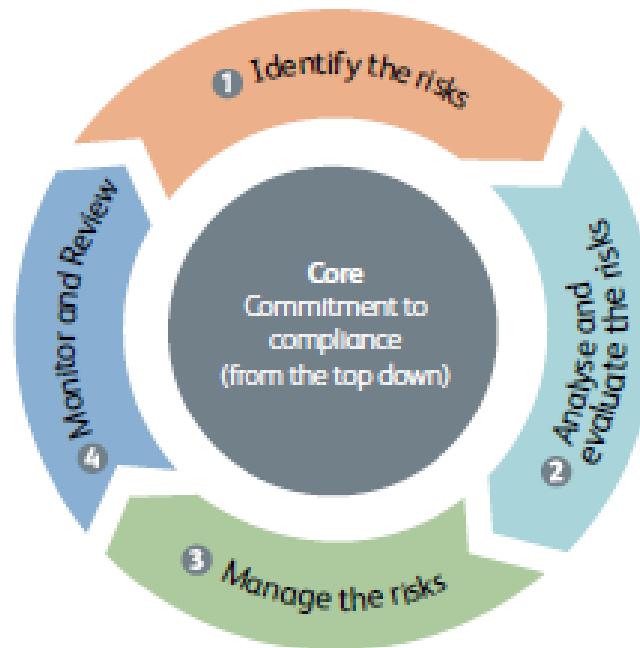 1 Identify the risks
2 Analyse and
evaluate the risks
3 Manage the risks
4 Monitor and Review
Core
Commitment to
compliance
(from the top down)